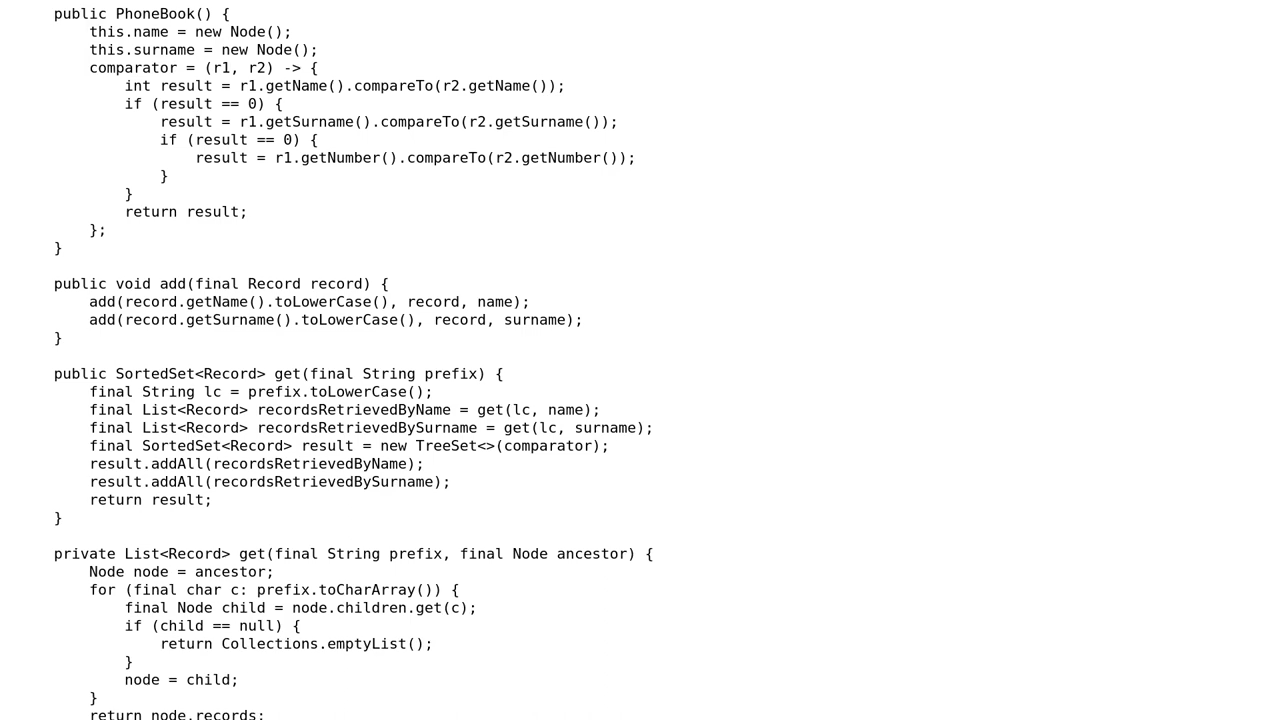 public PhoneBook() {
this.name = new Node();
this.surname = new Node();
comparator = (r1, r2) -> {
int result = r1.getName().compareTo(r2.getName());
if (result == 0) {
result = r1.getSurname().compareTo(r2.getSurname());
if (result == 0) {
result = r1.getNumber().compareTo(r2.getNumber());
}
}
return result;
};
}
public void add(final Record record) {
add(record.getName().toLowerCase(), record, name);
add(record.getSurname().toLowerCase(), record, surname);
}
public SortedSet<Record> get(final String prefix) {
final String lc = prefix.toLowerCase();
final List<Record> recordsRetrievedByName = get(lc, name);
final List<Record> recordsRetrievedBySurname = get(lc, surname);
final SortedSet<Record> result = new TreeSet<>(comparator);
result.addAll(recordsRetrievedByName);
result.addAll(recordsRetrievedBySurname);
return result;
}
private List<Record> get(final String prefix, final Node ancestor) {
Node node = ancestor;
for (final char c: prefix.toCharArray()) {
final Node child = node.children.get(c);
if (child == null) {
return Collections.emptyList();
}
node = child;
}
return node.records;